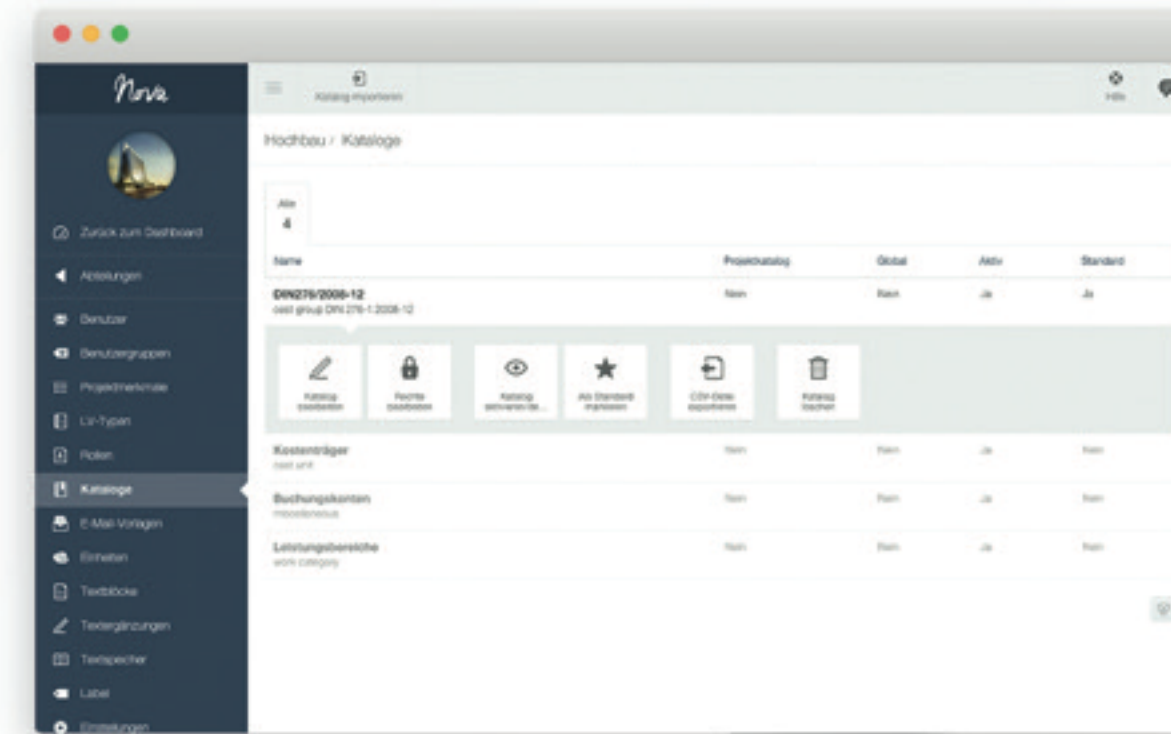 Nova
Katalog importieren
Hilfe
Hochbau / Kataloge
Zurück zum Dashboard
Abteilungen
Benutzer
Benutzergruppen
Projektmerkmale
LV-Typen
Rollen
Kataloge
E-Mail-Vorlagen
Einheiten
Textblöcke
Textergänzungen
Textspeicher
Label
Einstellungen
Alle
4
Name Projektkatalog Global Aktiv Standard
DIN276/2008-12 Nein Nein Ja Ja
cost group DIN 276-1:2008-12
Katalog
bearbeiten
Rechte
bearbeiten
Katalog
aktivieren/de...
Als Standard
markieren
CSV-Datei
exportieren
Katalog
löschen
Kostenträger Nein Nein Ja Nein
cost unit
Buchungskonten Nein Nein Ja Nein
miscellaneous
Leistungsbereiche Nein Nein Ja Nein
work category